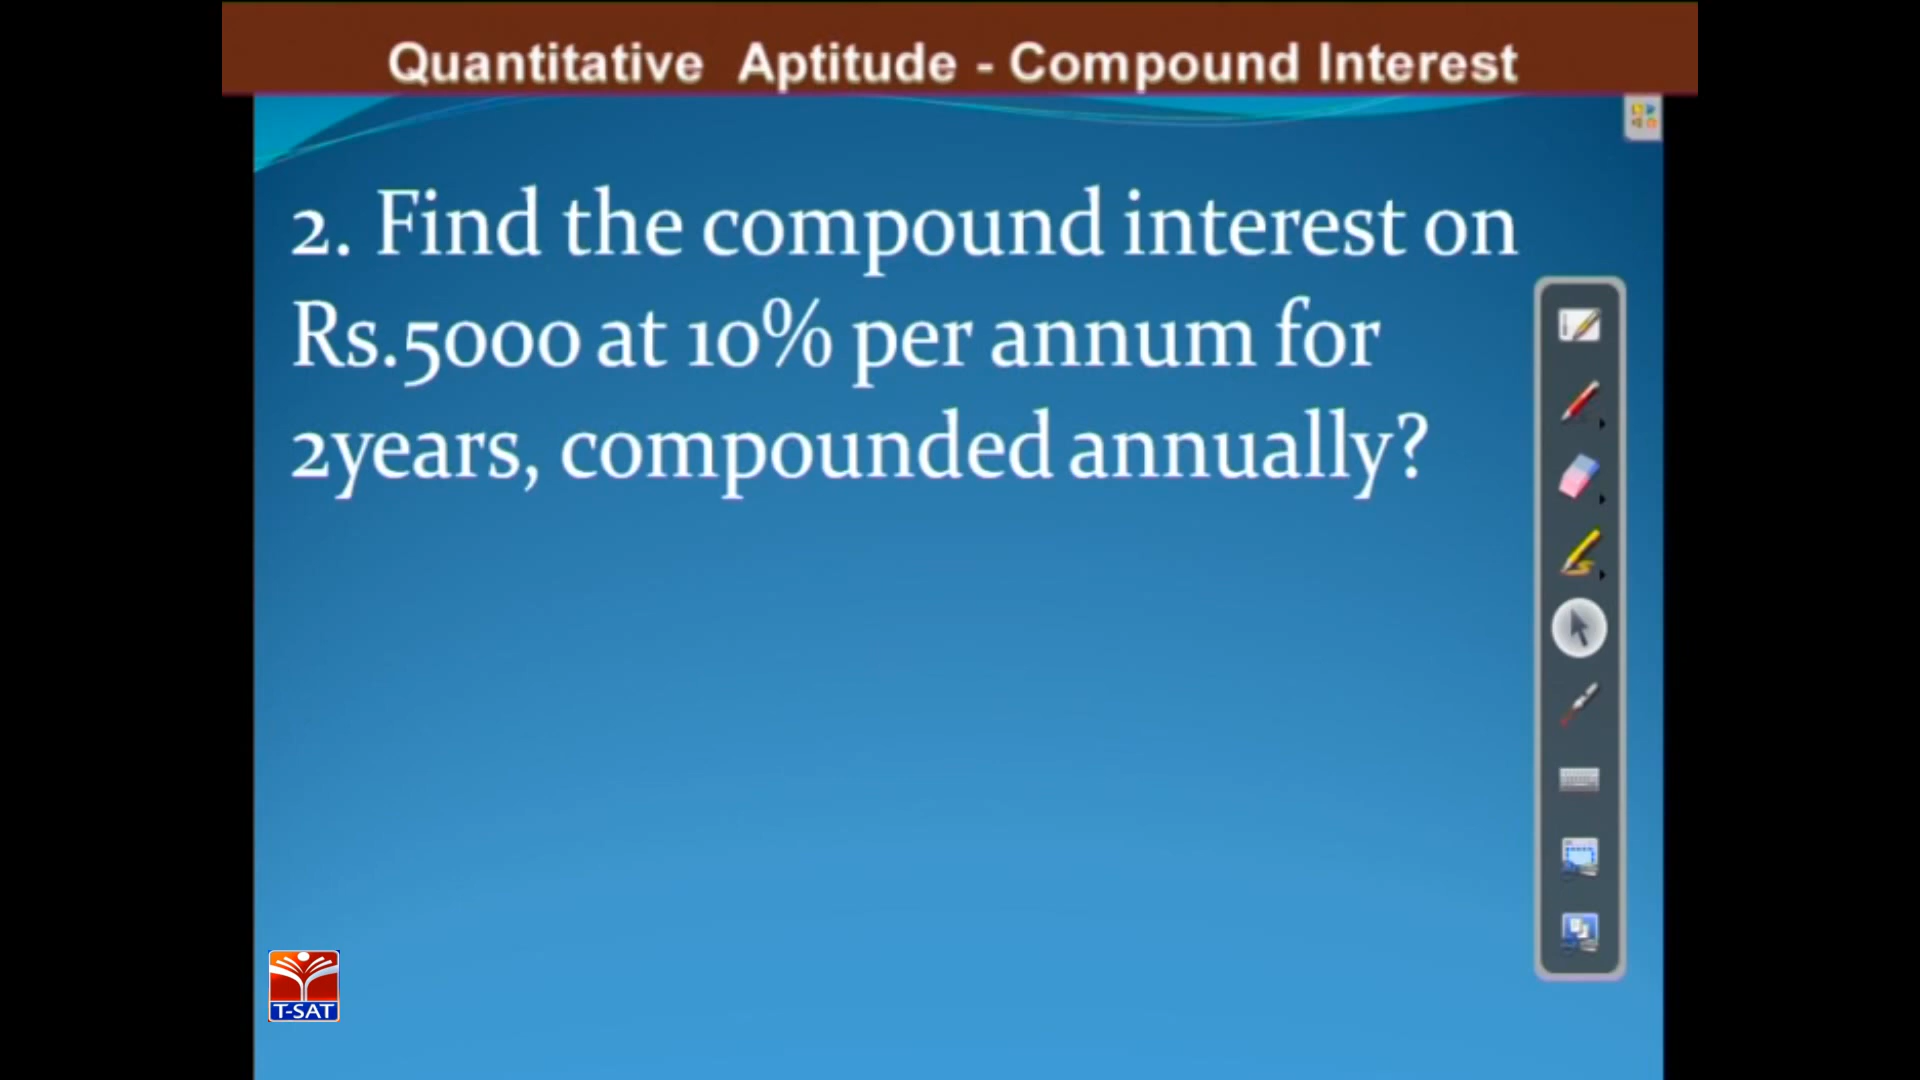 Quantitative Aptitude - Compound Interest
2. Find the compound interest on
Rs.5000 at 10% per annum for
2years, compounded annually?
T-SAT